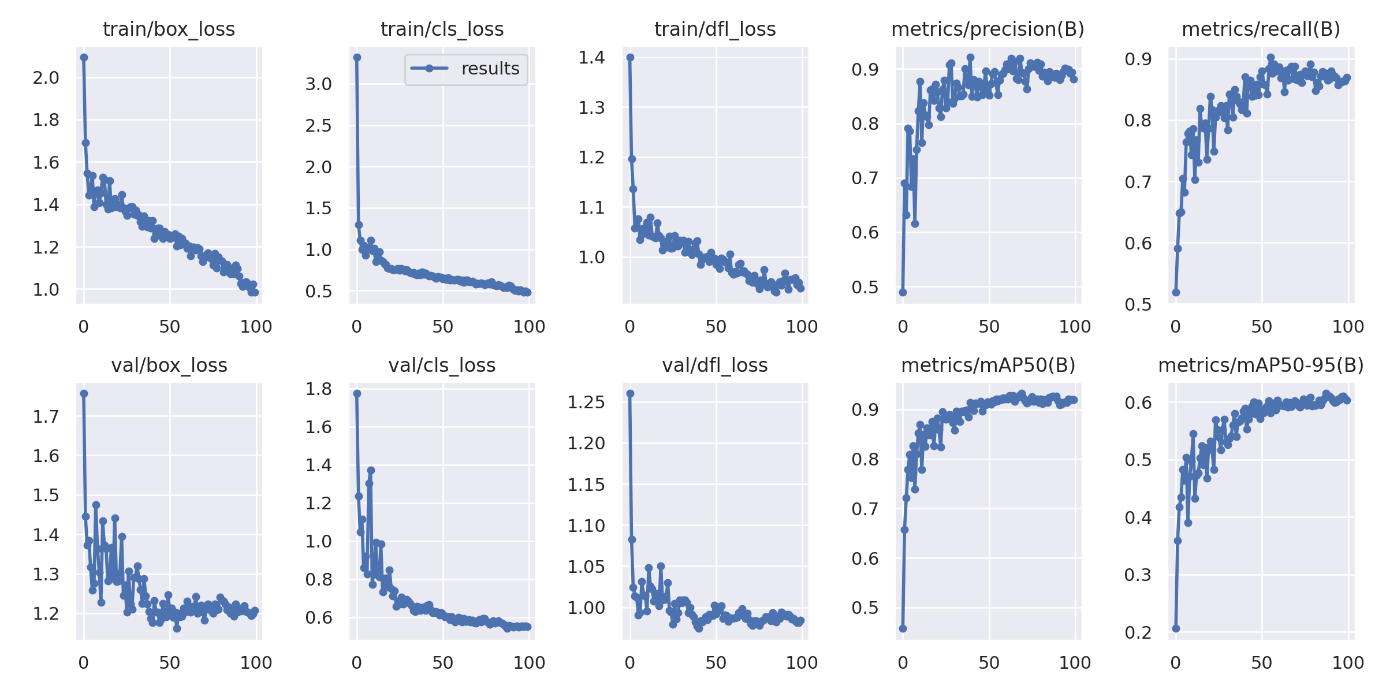 train/box_loss
train/cls_loss
train/dfl_loss
metrics/precision(B)
metrics/recall(B)
results
2.0
1.8
1.6
1.4
1.2
1.0
0 50 100
3.0
2.5
2.0
1.5
1.0
0.5
0 50 100
1.4
1.3
1.2
1.1
1.0
0 50 100
0.9
0.8
0.7
0.6
0.5
0 50 100
0.9
0.8
0.7
0.6
0.5
0 50 100
val/box_loss
val/cls_loss
val/dfl_loss
metrics/mAP50(B)
metrics/mAP50-95(B)
1.7
1.6
1.5
1.4
1.3
1.2
0 50 100
1.8
1.6
1.4
1.2
1.0
0.8
0.6
0 50 100
1.25
1.20
1.15
1.10
1.05
1.00
0 50 100
0.9
0.8
0.7
0.6
0.5
0 50 100
0.6
0.5
0.4
0.3
0.2
0 50 100